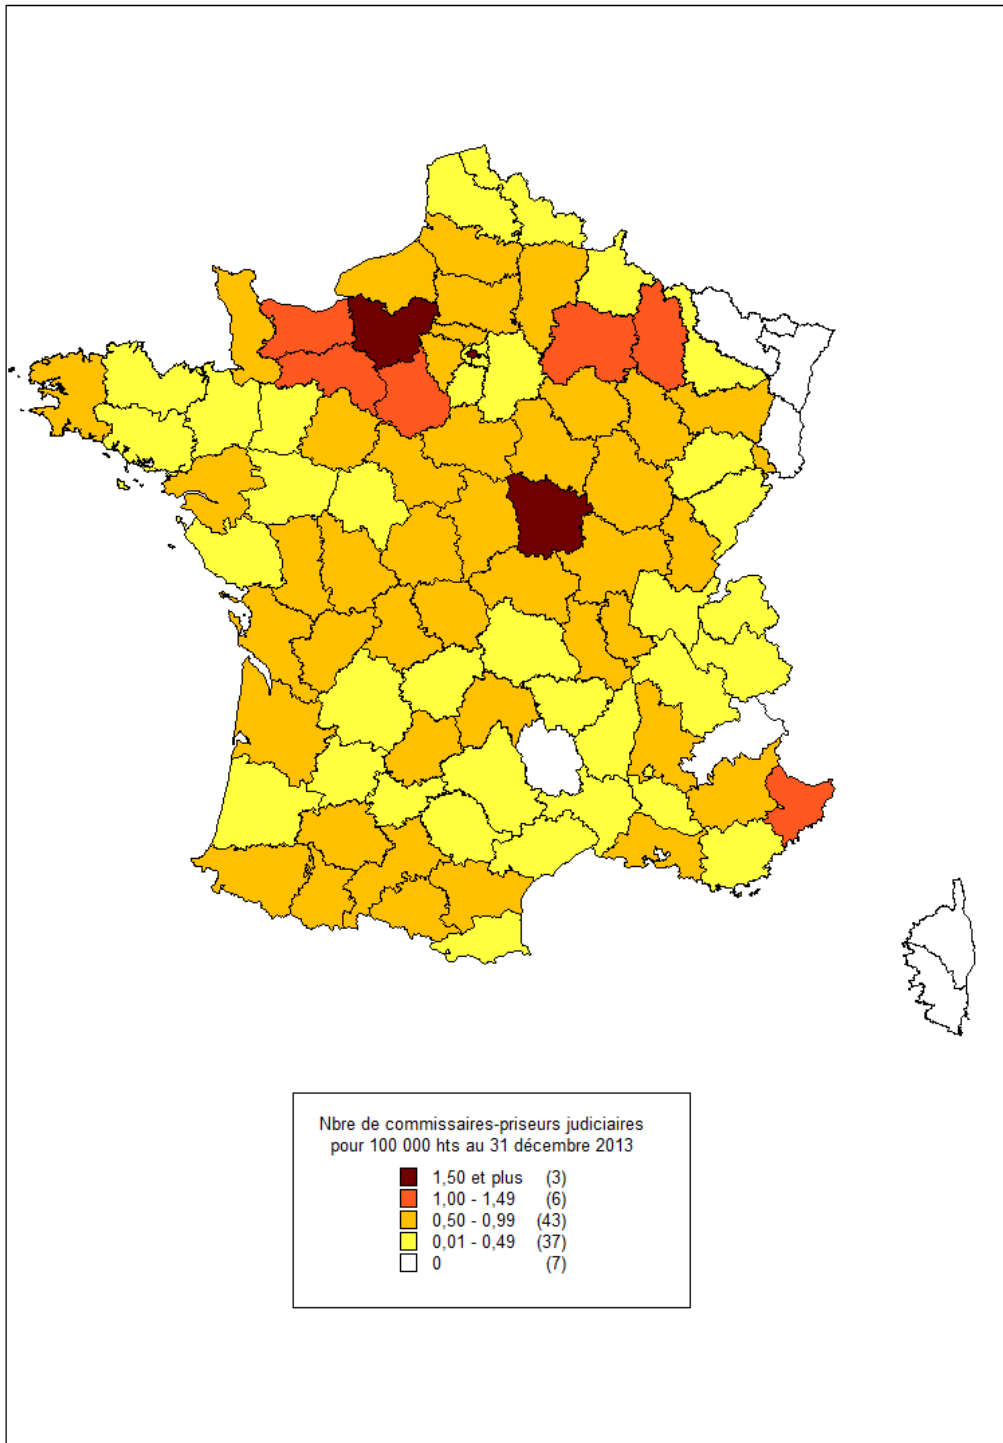 Nbre de commissaires-priseurs judiciaires
pour 100 000 hts au 31 décembre 2013
1,50 et plus (3)
1,00 - 1,49 (6)
0,50 - 0,99 (43)
0,01 - 0,49 (37)
0 (7)